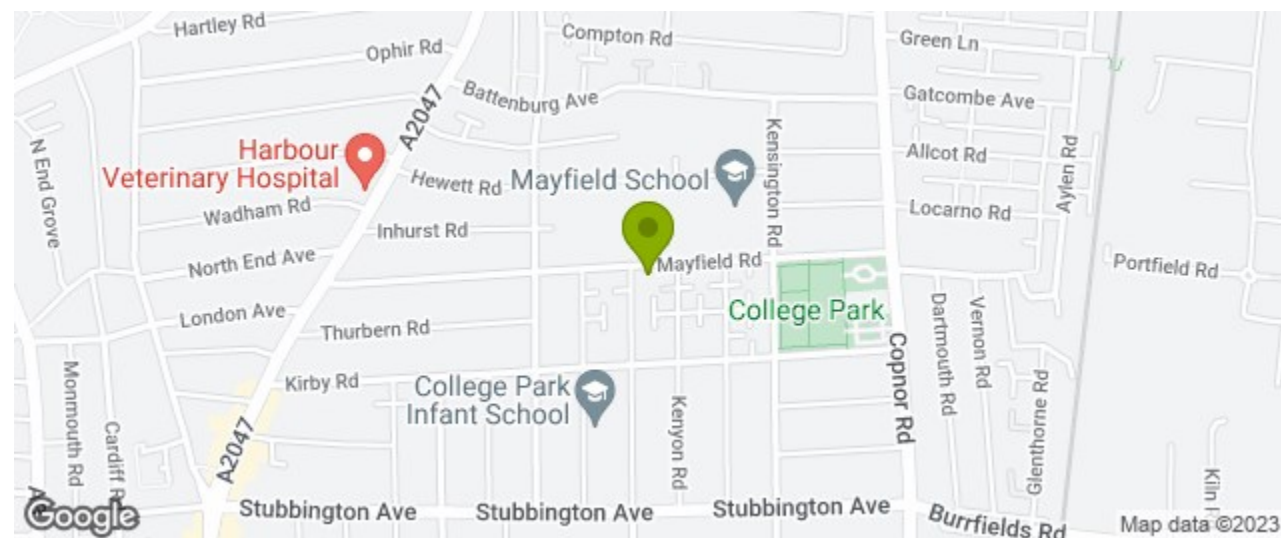 Hartley Rd
Compton Rd
Green Ln
Ophir Rd
Battenburg Ave
Gatcombe Ave
A2047
Kensington Rd
N End Grove
Harbour
Veterinary Hospital
Hewett Rd
Mayfield School
Allcot Rd
Aylen Rd
Wadham Rd
Inhurst Rd
Locarno Rd
North End Ave
Mayfield Rd
Portfield Rd
London Ave
College Park
Thurbern Rd
Copnor Rd
Dartmouth Rd
Vernon Rd
Kirby Rd
College Park
Infant School
Kenyon Rd
Glenthorne Rd
Monmouth Rd
Cardiff R
A2047
Kiln
Stubbington Ave
Stubbington Ave
Stubbington Ave
Burrfields Rd
Google
Map data ©2023